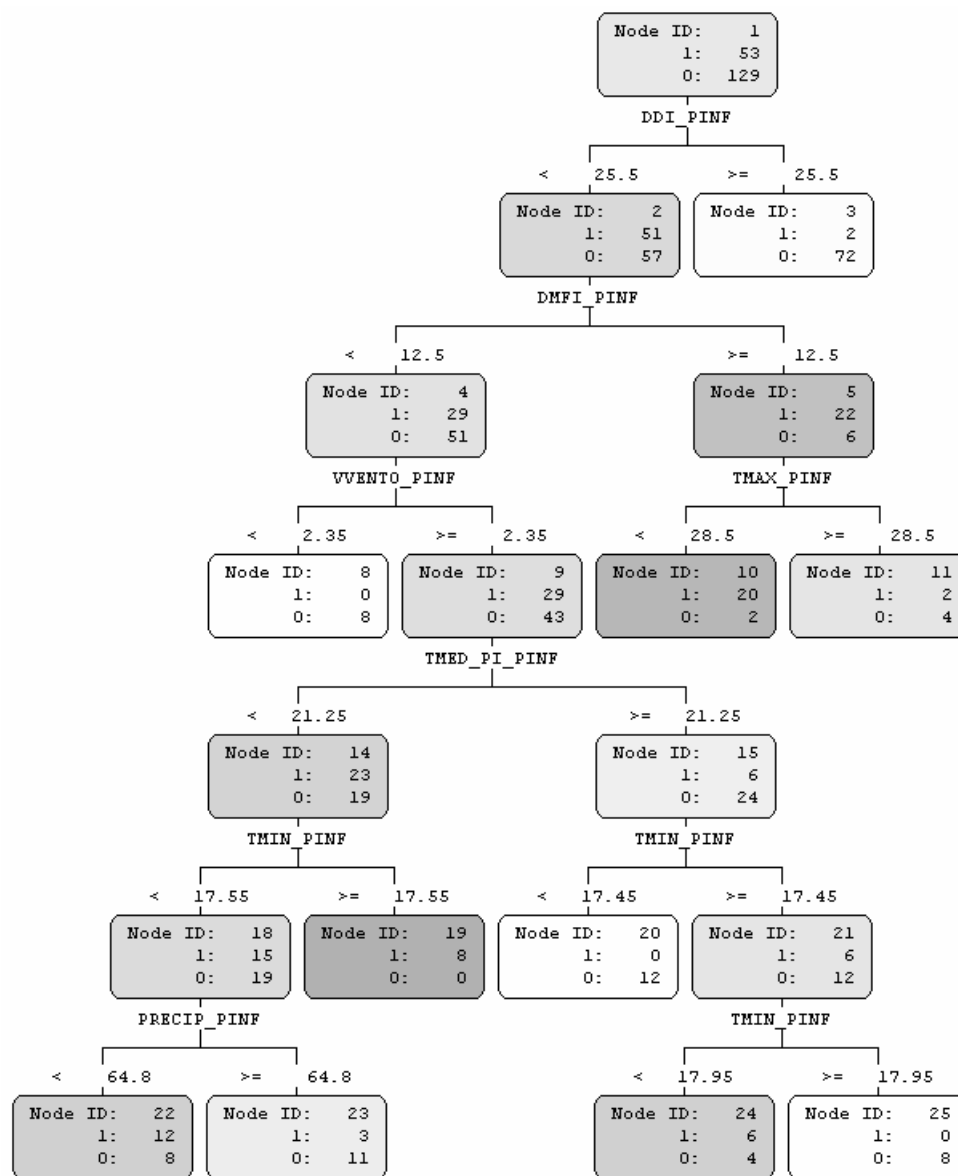 Node ID: 1
1: 53
0: 129
DDI_PINF
< 25.5 >= 25.5
Node ID: 2 Node ID: 3
1: 51 1: 2
0: 57 0: 72
DMFI_PINF
< 12.5 >= 12.5
Node ID: 4 Node ID: 5
1: 29 1: 22
0: 51 0: 6
VVENTO_PINF TMAX_PINF
< 2.35 >= 2.35 < 28.5 >= 28.5
Node ID: 8 Node ID: 9 Node ID: 10 Node ID: 11
1: 0 1: 29 1: 20 1: 2
0: 8 0: 43 0: 2 0: 4
TMED_PI_PINF
< 21.25 >= 21.25
Node ID: 14 Node ID: 15
1: 23 1: 6
0: 19 0: 24
TMIN_PINF TMIN_PINF
< 17.55 >= 17.55 < 17.45 >= 17.45
Node ID: 18 Node ID: 19 Node ID: 20 Node ID: 21
1: 15 1: 8 1: 0 1: 6
0: 19 0: 0 0: 12 0: 12
PRECIP_PINF TMIN_PINF
< 64.8 >= 64.8 < 17.95 >= 17.95
Node ID: 22 Node ID: 23 Node ID: 24 Node ID: 25
1: 12 1: 3 1: 6 1: 0
0: 8 0: 11 0: 4 0: 8